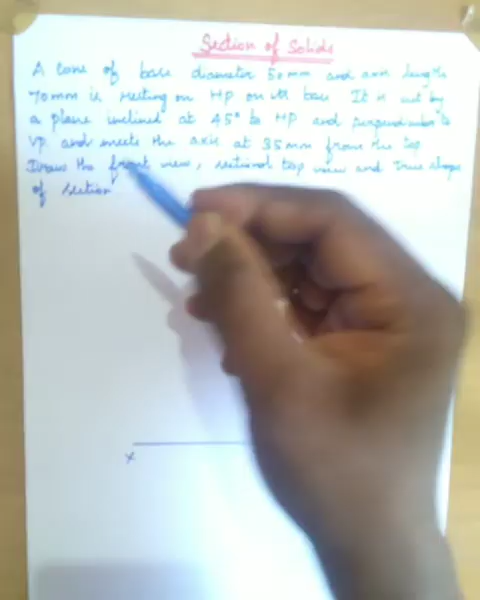 Section of Solids
A Cone of base diameter 50mm and axis length
70mm is resting on HP on its base. It is cut by
a plane inclined at 45° to HP and perpendicular to
VP and meets the axis at 35mm from the top
Draw the front view, sectional top view and True shape
of section
X